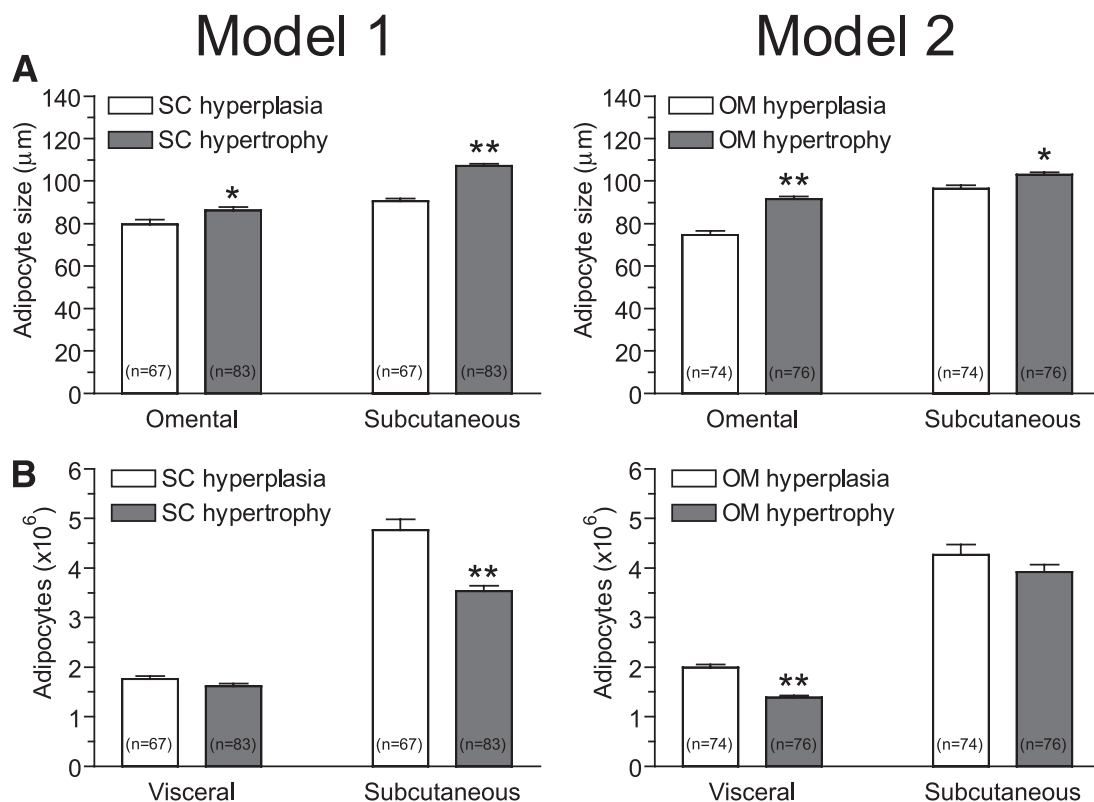 Model 1
Model 2
A
Adipocyte size (μm)
140
120
100
80
60
40
20
0
SC hyperplasia
SC hypertrophy
*
**
(n=67)
(n=83)
(n=67)
(n=83)
Omental
Subcutaneous
Adipocyte size (μm)
140
120
100
80
60
40
20
0
OM hyperplasia
OM hypertrophy
**
*
(n=74)
(n=76)
(n=74)
(n=76)
Omental
Subcutaneous
B
Adipocytes (x10⁶)
6
5
4
3
2
1
0
SC hyperplasia
SC hypertrophy
**
(n=67)
(n=83)
(n=67)
(n=83)
Visceral
Subcutaneous
Adipocytes (x10⁶)
6
5
4
3
2
1
0
OM hyperplasia
OM hypertrophy
**
(n=74)
(n=76)
(n=74)
(n=76)
Visceral
Subcutaneous